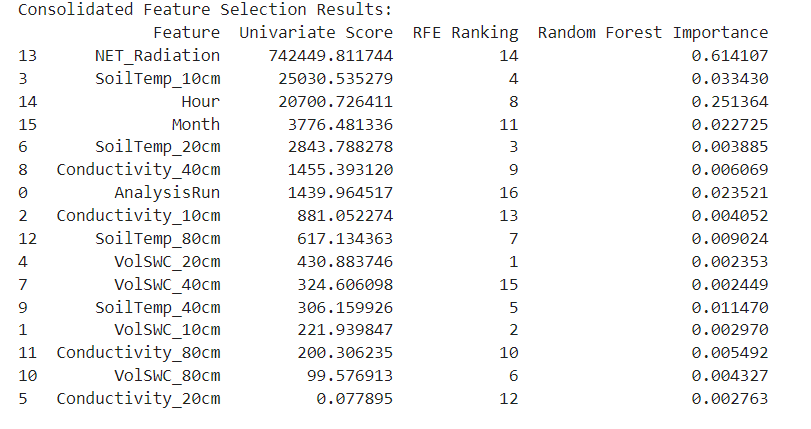 Consolidated Feature Selection Results:
Feature Univariate Score RFE Ranking Random Forest Importance
13 NET_Radiation 742449.811744 14 0.614107
3 SoilTemp_10cm 25030.535279 4 0.033430
14 Hour 20700.726411 8 0.251364
15 Month 3776.481336 11 0.022725
6 SoilTemp_20cm 2843.788278 3 0.003885
8 Conductivity_40cm 1455.393120 9 0.006069
0 AnalysisRun 1439.964517 16 0.023521
2 Conductivity_10cm 881.052274 13 0.004052
12 SoilTemp_80cm 617.134363 7 0.009024
4 VolSWC_20cm 430.883746 1 0.002353
7 VolSWC_40cm 324.606098 15 0.002449
9 SoilTemp_40cm 306.159926 5 0.011470
1 VolSWC_10cm 221.939847 2 0.002970
11 Conductivity_80cm 200.306235 10 0.005492
10 VolSWC_80cm 99.576913 6 0.004327
5 Conductivity_20cm 0.077895 12 0.002763